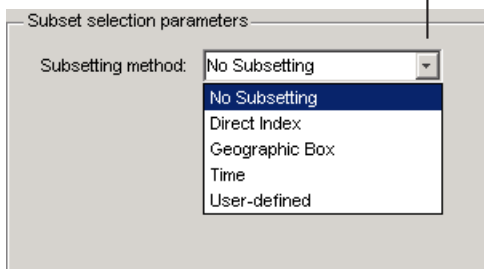 Subset selection parameters
Subsetting method: No Subsetting
No Subsetting
Direct Index
Geographic Box
Time
User-defined